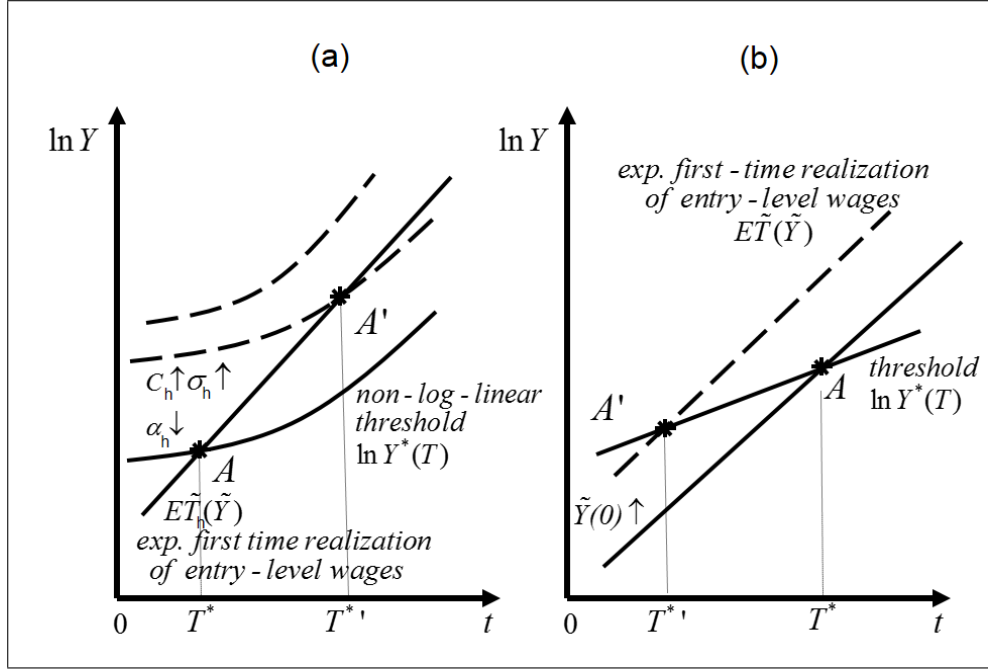 (a)
ln Y
C_h↑ σ_h↑
α_h↓
A'
A
non - log - linear
threshold
ln Y*(T)
ET̃_h(Ỹ)
exp. first time realization
of entry - level wages
0
T*
T* '
t
(b)
ln Y
exp. first - time realization
of entry - level wages
ET̃(Ỹ)
A'
A
threshold
ln Y*(T)
Ỹ(0) ↑
0
T* '
T*
t